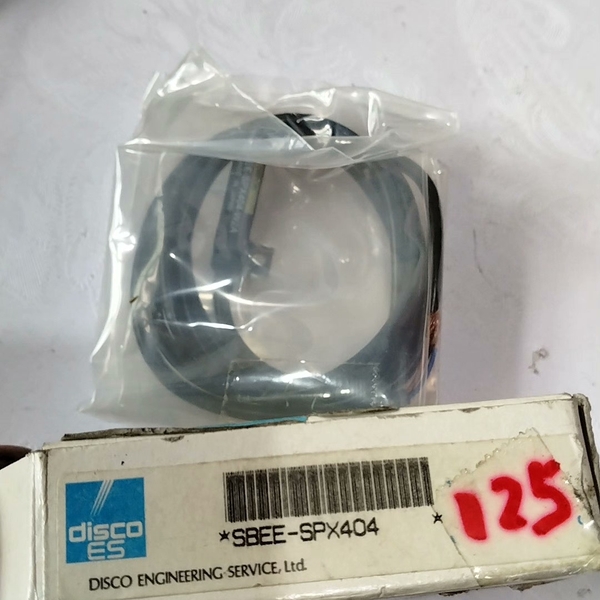 disco
ES
*SBEE-SPX404 *
DISCO ENGINEERING SERVICE, Ltd.
125